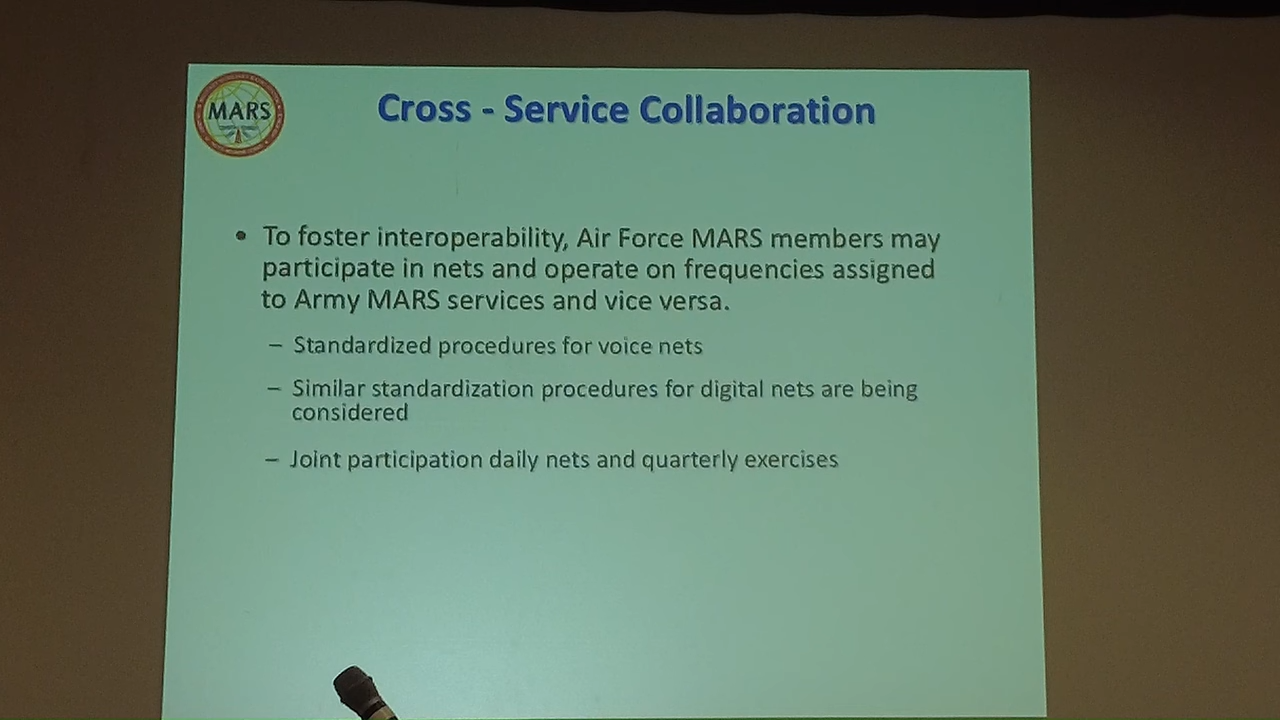 MARS
Cross - Service Collaboration
• To foster interoperability, Air Force MARS members may
participate in nets and operate on frequencies assigned
to Army MARS services and vice versa.
– Standardized procedures for voice nets
– Similar standardization procedures for digital nets are being
considered
– Joint participation daily nets and quarterly exercises